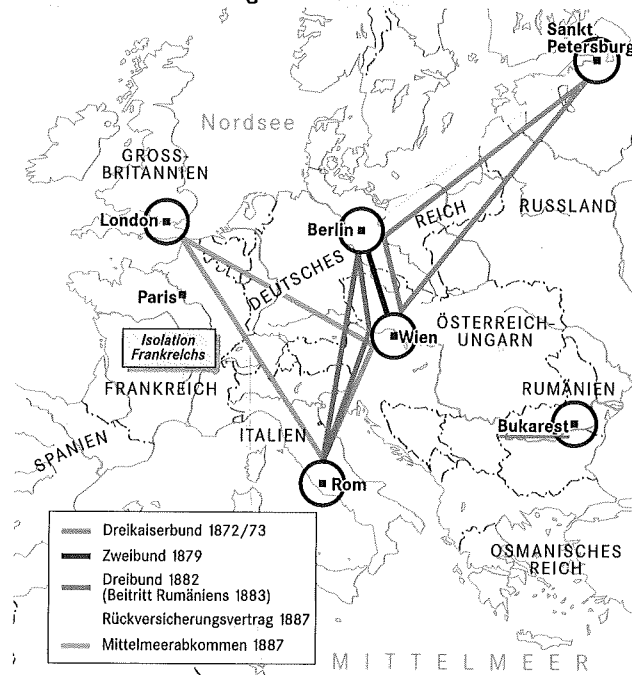 Sankt
Petersburg
Nordsee
GROSS-
BRITANNIEN
London
Berlin
REICH
RUSSLAND
DEUTSCHES
Paris
Isolation
Frankreichs
Wien
ÖSTERREICH-
UNGARN
FRANKREICH
RUMÄNIEN
Bukarest
SPANIEN
ITALIEN
Rom
Dreikaiserbund 1872/73
Zweibund 1879
Dreibund 1882
(Beitritt Rumäniens 1883)
Rückversicherungsvertrag 1887
Mittelmeerabkommen 1887
OSMANISCHES
REICH
MITTELMEER